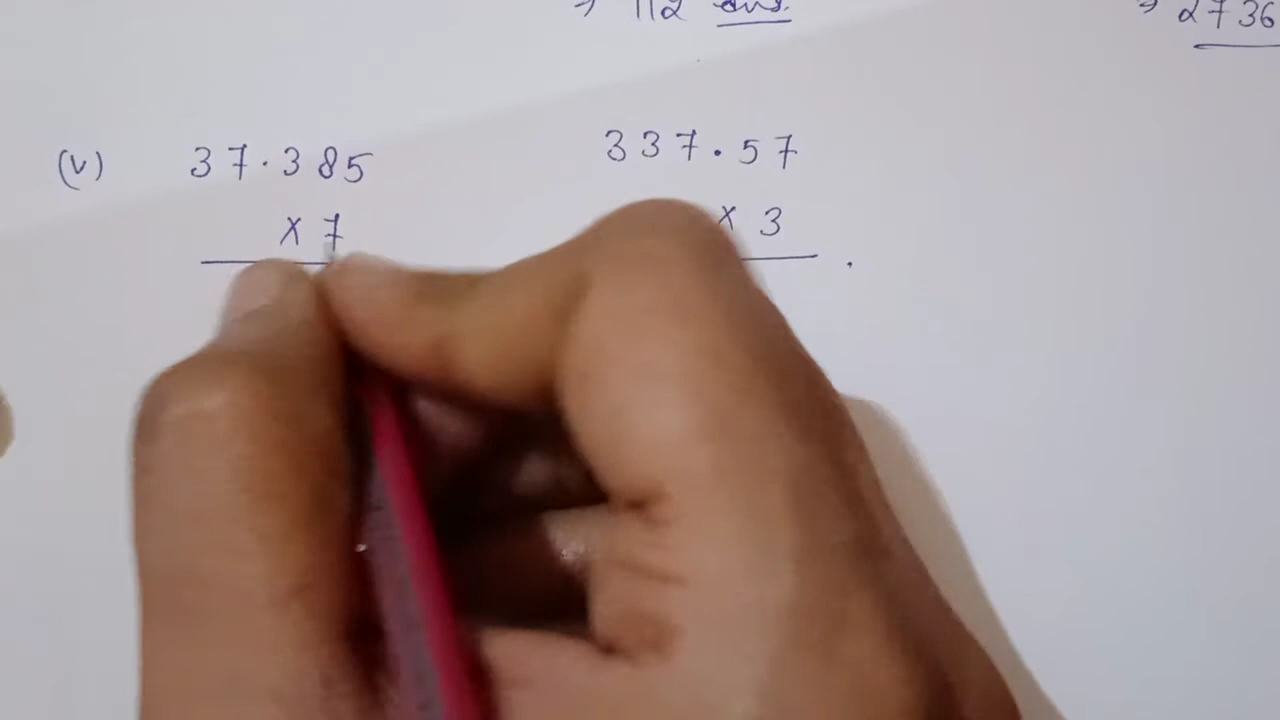 112 ans.
2736
(v) 37.385 337.57
x 7 x 3 .